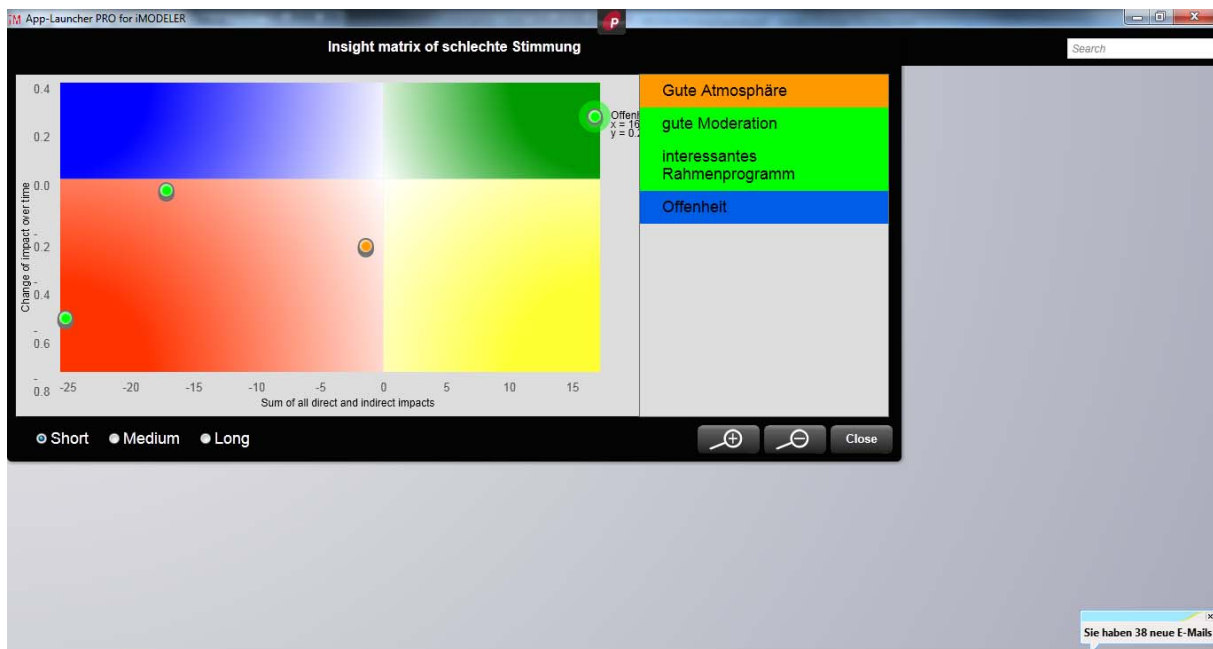 App-Launcher PRO for iMODELER
Insight matrix of schlechte Stimmung
Search
0.4
0.2
0.0
-
0.2
-
0.4
-
0.6
-
0.8
Change of impact over time
-25 -20 -15 -10 -5 0 5 10 15
Sum of all direct and indirect impacts
x = 16
y = 0.
Gute Atmosphäre
gute Moderation
interessantes
Rahmenprogramm
Offenheit
Short Medium Long
Close
Sie haben 38 neue E-Mails